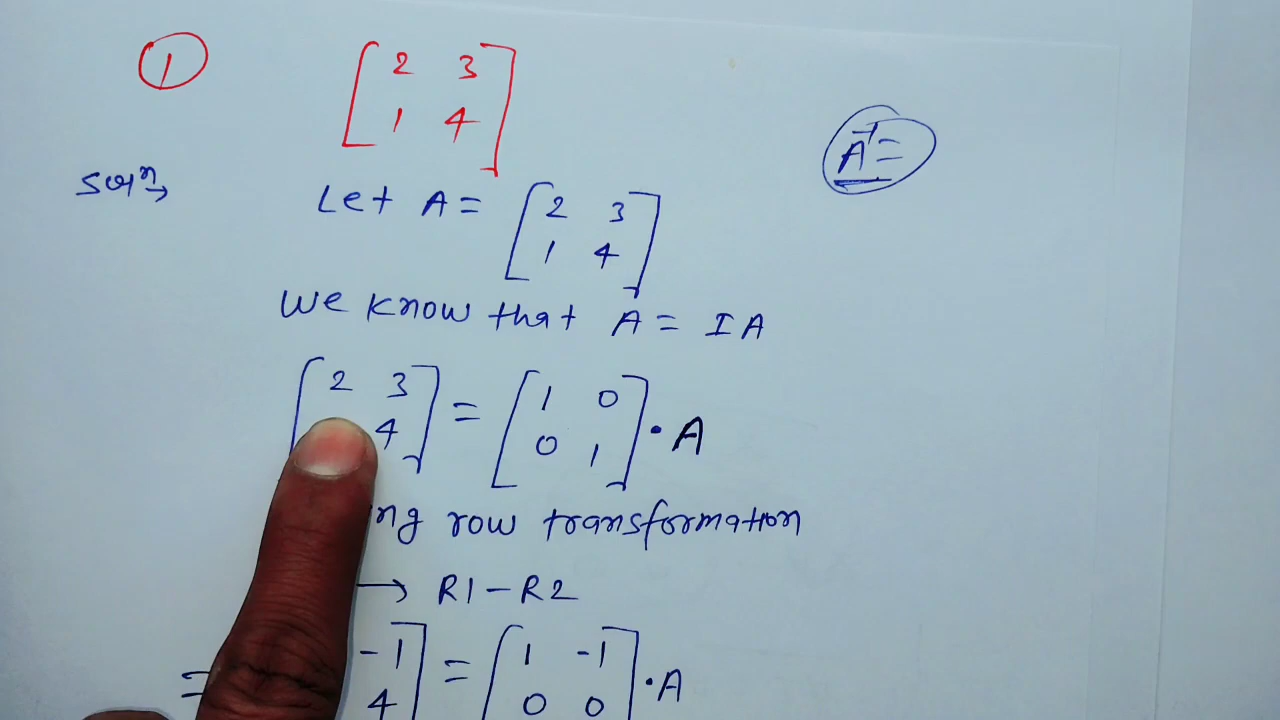 1
2 3
1 4
A⁻¹=
Solⁿ→
Let A = [2 3
1 4]
We know that A = IA
[2 3 = [1 0 · A
4] 0 1]
ng row transformation
→ R1 - R2
= -1] = [1 -1 · A
4 0 0